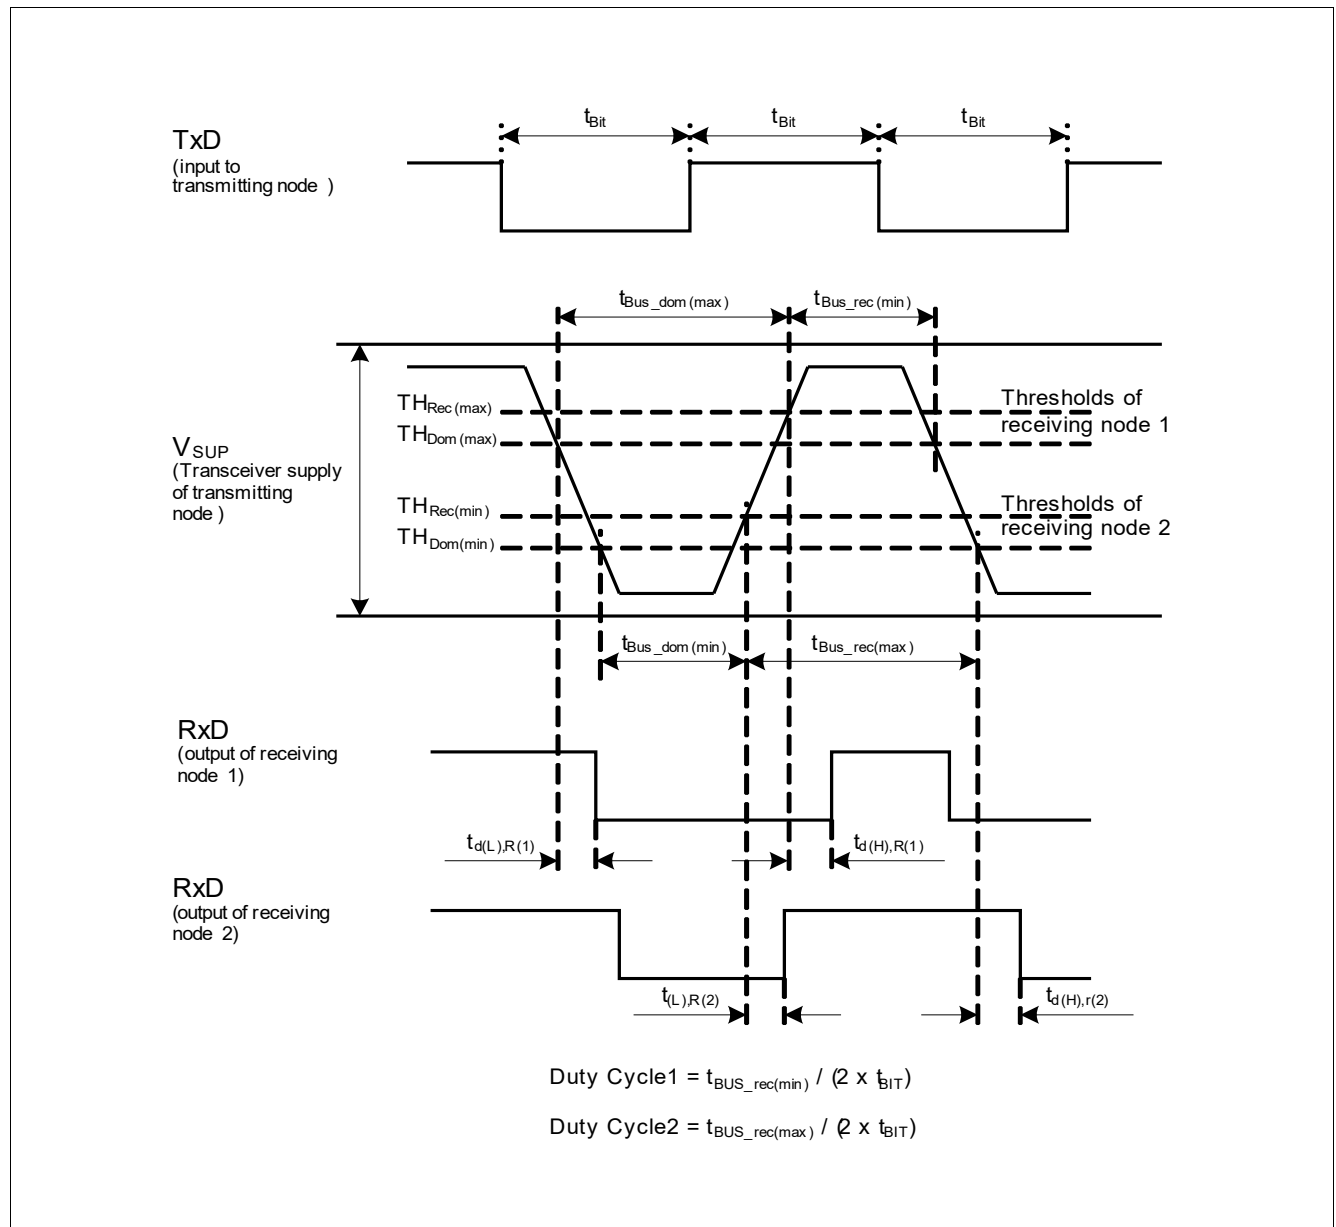 t_Bit t_Bit t_Bit
TxD
(input to
transmitting node )
t_Bus_dom(max) t_Bus_rec(min)
TH_Rec(max)
Thresholds of
receiving node 1
TH_Dom(max)
V_SUP
(Transceiver supply
of transmitting
node)
TH_Rec(min)
Thresholds of
receiving node 2
TH_Dom(min)
t_Bus_dom(min) t_Bus_rec(max)
RxD
(output of receiving
node 1)
t_d(L),R(1) t_d(H),R(1)
RxD
(output of receiving
node 2)
t_(L),R(2) t_d(H),r(2)
Duty Cycle1 = t_BUS_rec(min) / (2 x t_BIT)
Duty Cycle2 = t_BUS_rec(max) / (2 x t_BIT)